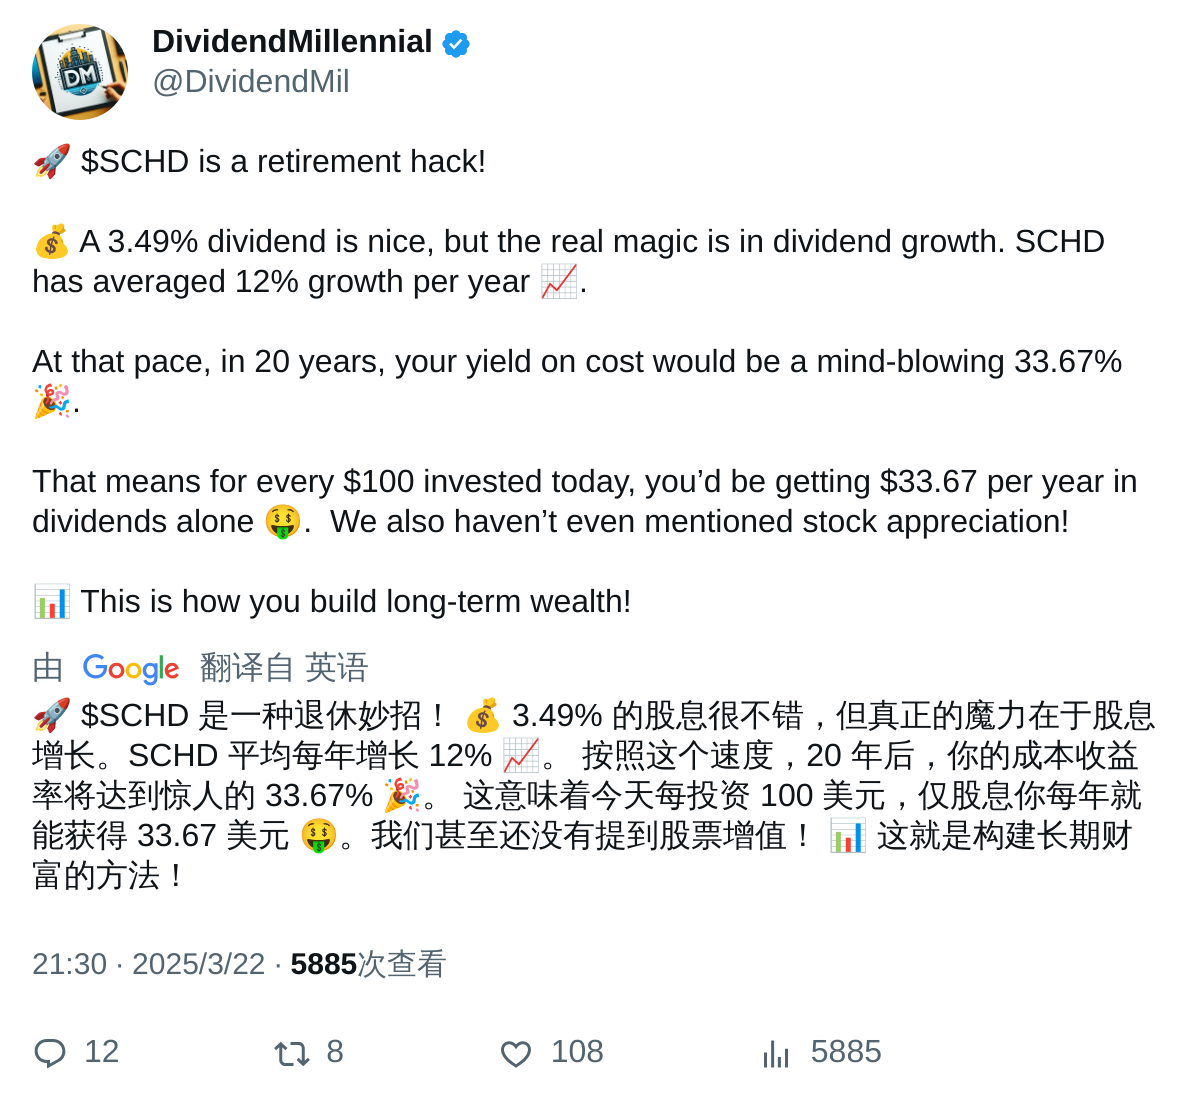 DM
DividendMillennial
@DividendMil
🚀 $SCHD is a retirement hack!
💰 A 3.49% dividend is nice, but the real magic is in dividend growth. SCHD
has averaged 12% growth per year 📈.
At that pace, in 20 years, your yield on cost would be a mind-blowing 33.67%
🎉.
That means for every $100 invested today, you’d be getting $33.67 per year in
dividends alone 🤑.  We also haven’t even mentioned stock appreciation!
📊 This is how you build long-term wealth!
由 Google 翻译自 英语
🚀 $SCHD 是一种退休妙招！ 💰 3.49% 的股息很不错，但真正的魔力在于股息
增长。SCHD 平均每年增长 12% 📈。 按照这个速度，20 年后，你的成本收益
率将达到惊人的 33.67% 🎉。 这意味着今天每投资 100 美元，仅股息你每年就
能获得 33.67 美元 🤑。我们甚至还没有提到股票增值！ 📊 这就是构建长期财
富的方法！
21:30 · 2025/3/22 · 5885次查看
12 8 108 5885